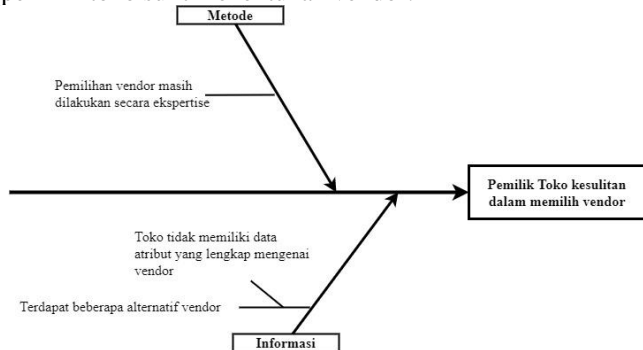 Metode
Pemilihan vendor masih
dilakukan secara ekspertise
Pemilik Toko kesulitan
dalam memilih vendor
Toko tidak memiliki data
atribut yang lengkap mengenai
vendor
Terdapat beberapa alternatif vendor
Informasi